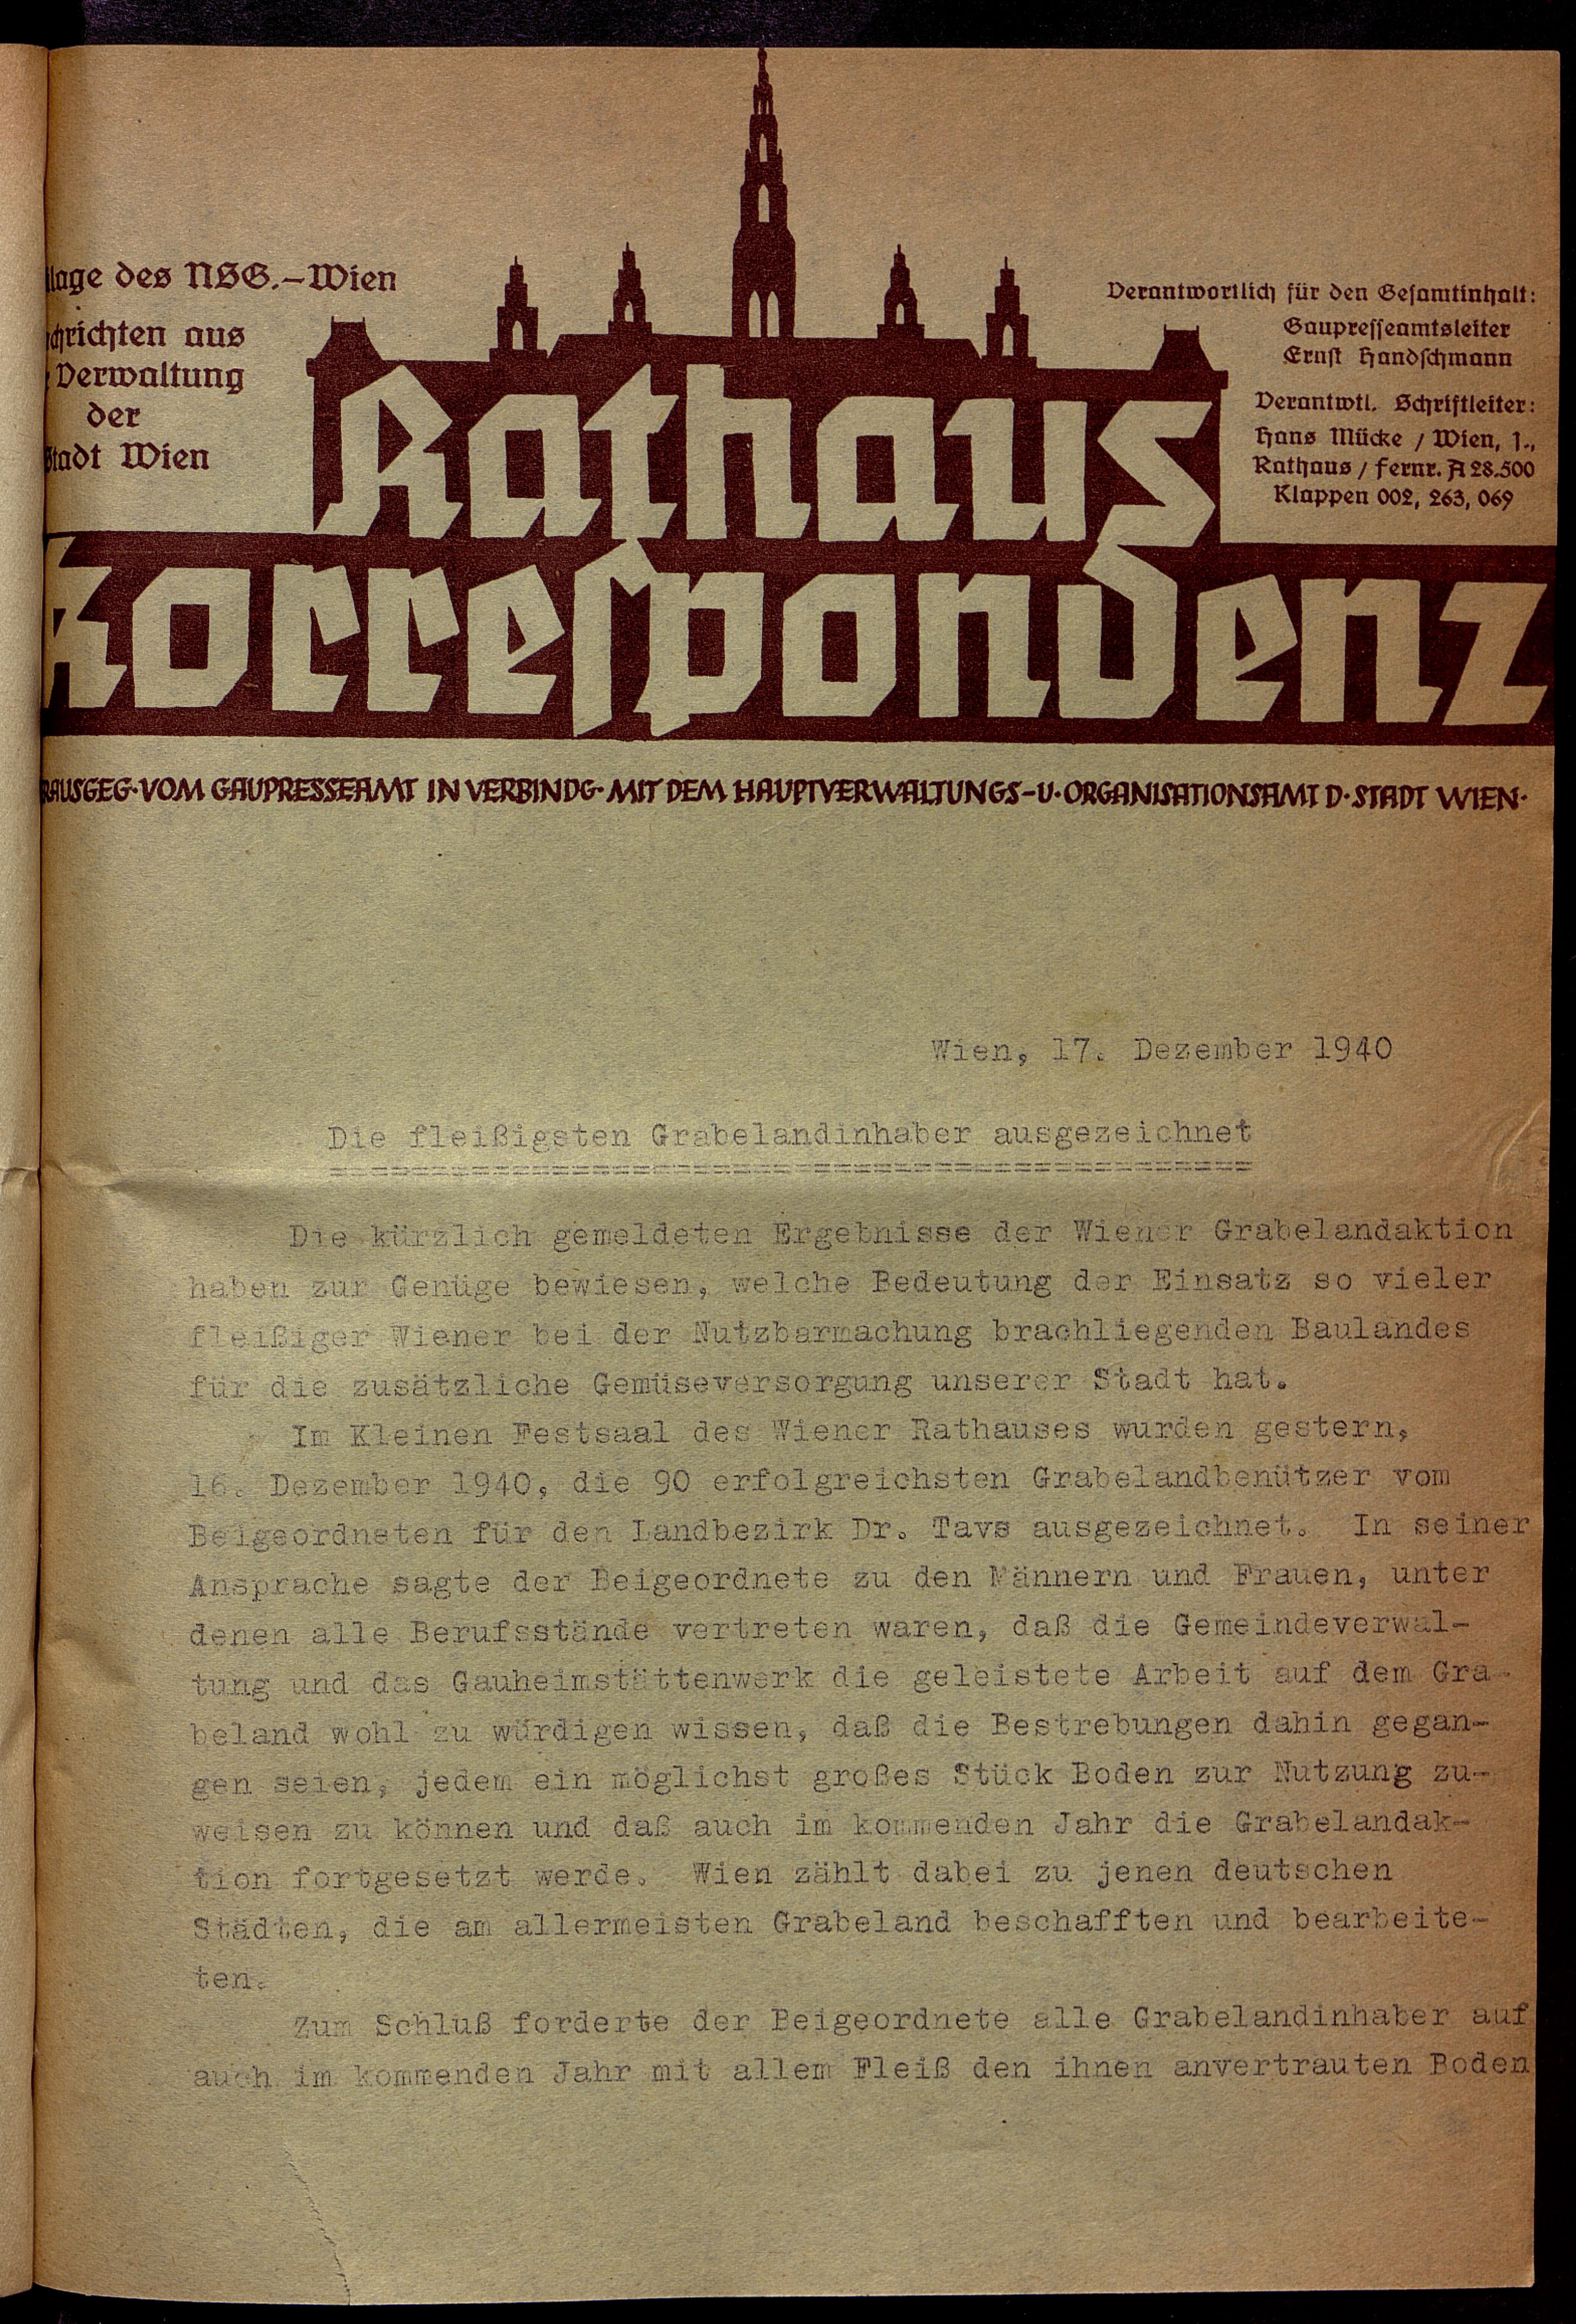 lage des NSG.-Wien
chrichten aus
Verwaltung
der
Stadt Wien
Verantwortlich für den Gesamtinhalt:
Gaupresseamtsleiter
Ernst Handschmann
Verantwtl. Schriftleiter:
Hans Mücke / Wien, 1.,
Rathaus / Fernr. A 28.500
Klappen 002, 263, 069
Rathaus
Korrespondenz
RAUSGEG·VOM GAUPRESSEAMT IN VERBINDG·MIT DEM HAUPTVERWALTUNGS-U·ORGANISATIONSAMT D·STADT WIEN·
Wien, 17. Dezember 1940
Die fleißigsten Grabelandinhaber ausgezeichnet
Die kürzlich gemeldeten Ergebnisse der Wiener Grabelandaktion
haben zur Genüge bewiesen, welche Bedeutung der Einsatz so vieler
fleißiger Wiener bei der Nutzbarmachung brachliegenden Baulandes
für die zusätzliche Gemüseversorgung unserer Stadt hat.
Im Kleinen Festsaal des Wiener Rathauses wurden gestern,
16. Dezember 1940, die 90 erfolgreichsten Grabelandbenützer vom
Beigeordneten für den Landbezirk Dr. Tavs ausgezeichnet. In seiner
Ansprache sagte der Beigeordnete zu den Männern und Frauen, unter
denen alle Berufsstände vertreten waren, daß die Gemeindeverwal-
tung und das Gauheimstättenwerk die geleistete Arbeit auf dem Gra-
beland wohl zu würdigen wissen, daß die Bestrebungen dahin gegan-
gen seien, jedem ein möglichst großes Stück Boden zur Nutzung zu-
weisen zu können und daß auch im kommenden Jahr die Grabelandak-
tion fortgesetzt werde. Wien zählt dabei zu jenen deutschen
Städten, die am allermeisten Grabeland beschafften und bearbeite-
ten.
Zum Schluß forderte der Beigeordnete alle Grabelandinhaber auf
auch im kommenden Jahr mit allem Fleiß den ihnen anvertrauten Boden